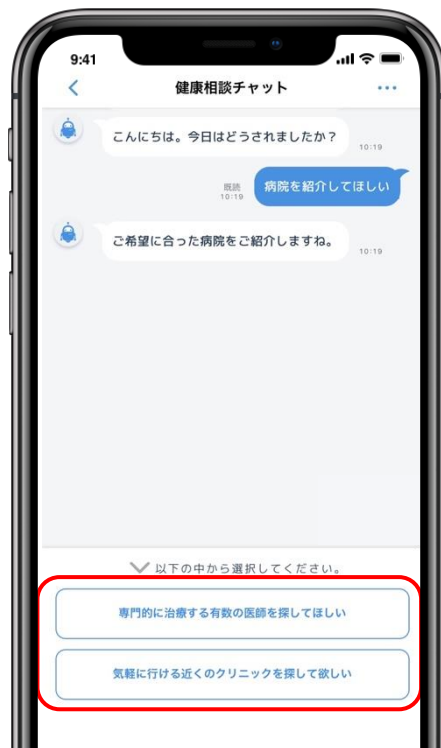 9:41
健康相談チャット
こんにちは。今日はどうされましたか？
10:19
既読
10:19
病院を紹介してほしい
ご希望に合った病院をご紹介しますね。
10:19
以下の中から選択してください。
専門的に治療する有数の医師を探してほしい
気軽に行ける近くのクリニックを探して欲しい